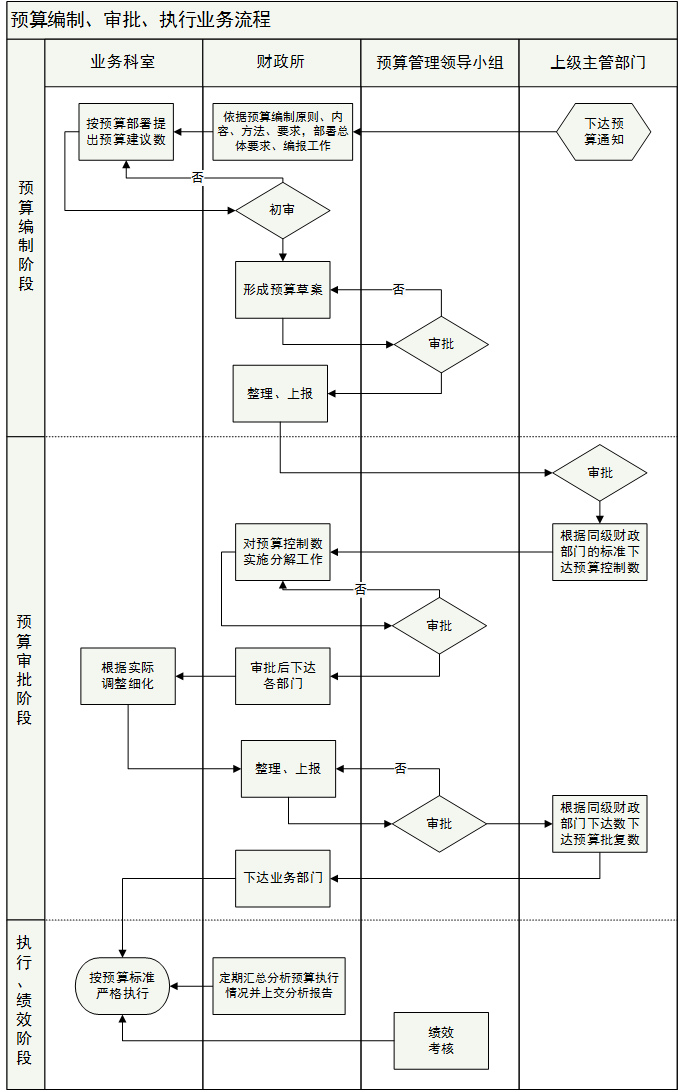 预算编制、审批、执行业务流程
业务科室
财政所
预算管理领导小组
上级主管部门
预算编制阶段
按预算部署提
出预算建议数
依据预算编制原则、内
容、方法、要求，部署总
体要求、编报工作
下达预
算通知
否
初审
形成预算草案
否
审批
整理、上报
预算审批阶段
审批
对预算控制数
实施分解工作
根据同级财政
部门的标准下
达预算控制数
否
审批
根据实际
调整细化
审批后下达
各部门
整理、上报
否
审批
根据同级财政
部门下达数下
达预算批复数
下达业务部门
执行、绩效阶段
按预算标准
严格执行
定期汇总分析预算执行
情况并上交分析报告
绩效
考核